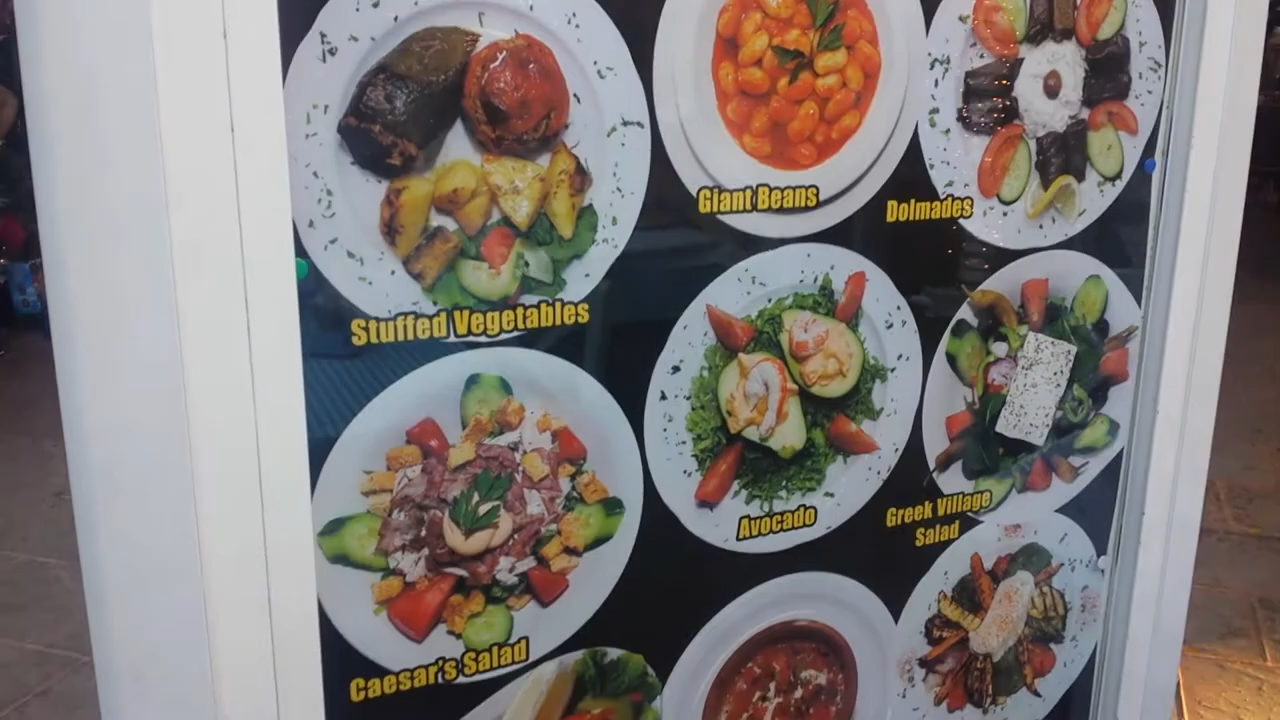 Giant Beans
Dolmades
Stuffed Vegetables
Avocado
Greek Village
Salad
Caesar's Salad